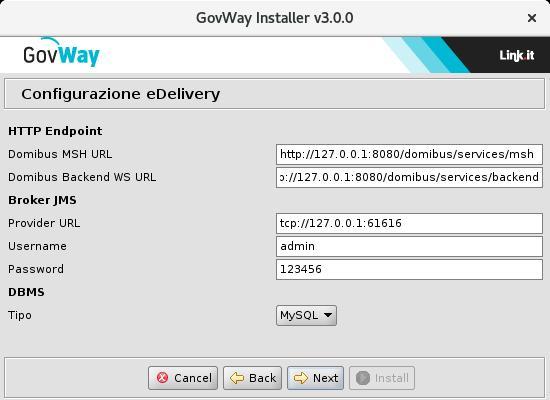 GovWay Installer v3.0.0
GovWay
Link.it
Configurazione eDelivery
HTTP Endpoint
Domibus MSH URL http://127.0.0.1:8080/domibus/services/msh
Domibus Backend WS URL ://127.0.0.1:8080/domibus/services/backend
Broker JMS
Provider URL tcp://127.0.0.1:61616
Username admin
Password 123456
DBMS
Tipo MySQL
Cancel Back Next Install